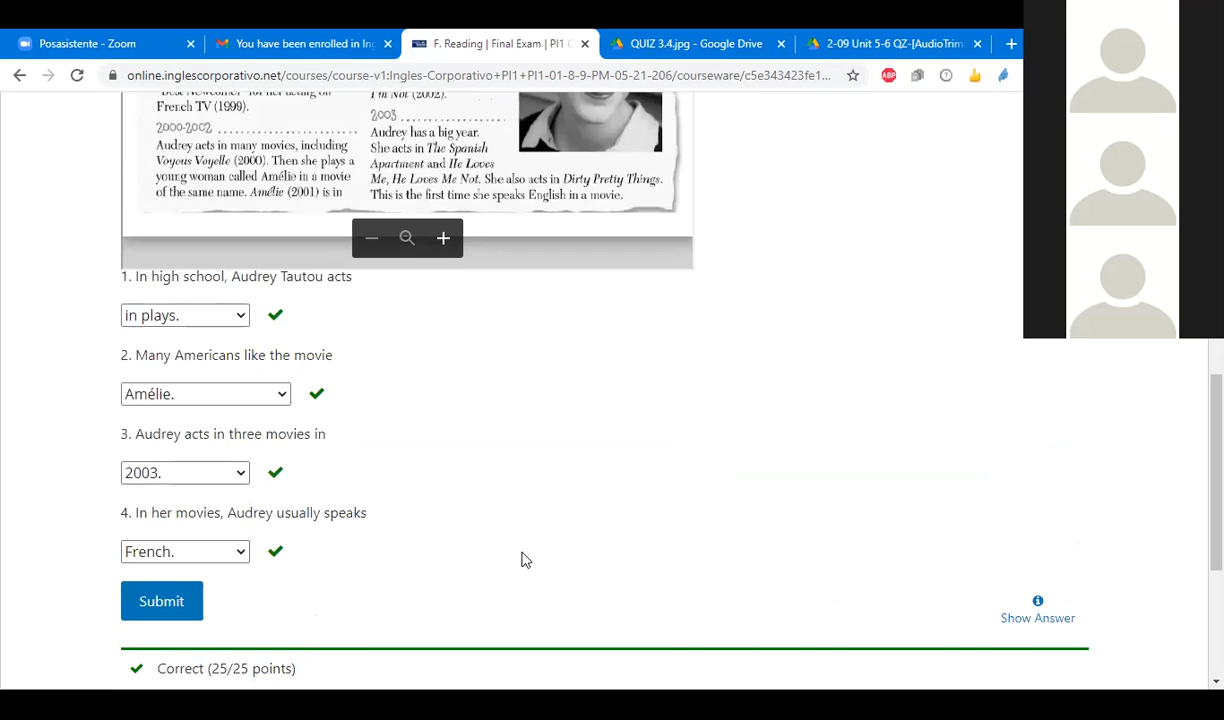 Posasistente - Zoom
You have been enrolled in Ing
F. Reading | Final Exam | PI1 C
QUIZ 3.4.jpg - Google Drive
2-09 Unit 5-6 QZ-[AudioTrim
online.inglescorporativo.net/courses/course-v1:Ingles-Corporativo+PI1+PI1-01-8-9-PM-05-21-206/courseware/c5e343423fe1...
ABP
"Best Newcomer" for her acting on
French TV (1999).
2000-2002
Audrey acts in many movies, including
Voyous Voyelle (2000). Then she plays a
young woman called Amélie in a movie
of the same name. Amélie (2001) is in
I'm Not (2002).
2003
Audrey has a big year.
She acts in The Spanish
Apartment and He Loves
Me, He Loves Me Not. She also acts in Dirty Pretty Things.
This is the first time she speaks English in a movie.
1. In high school, Audrey Tautou acts
in plays.
2. Many Americans like the movie
Amélie.
3. Audrey acts in three movies in
2003.
4. In her movies, Audrey usually speaks
French.
Submit
Show Answer
Correct (25/25 points)